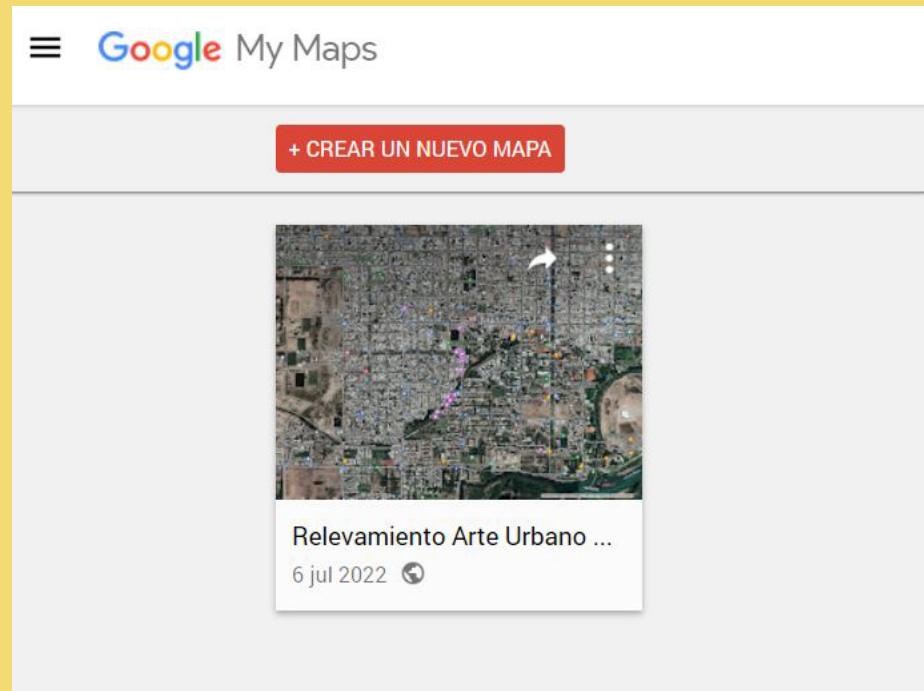 Google My Maps
+ CREAR UN NUEVO MAPA
Relevamiento Arte Urbano ...
6 jul 2022